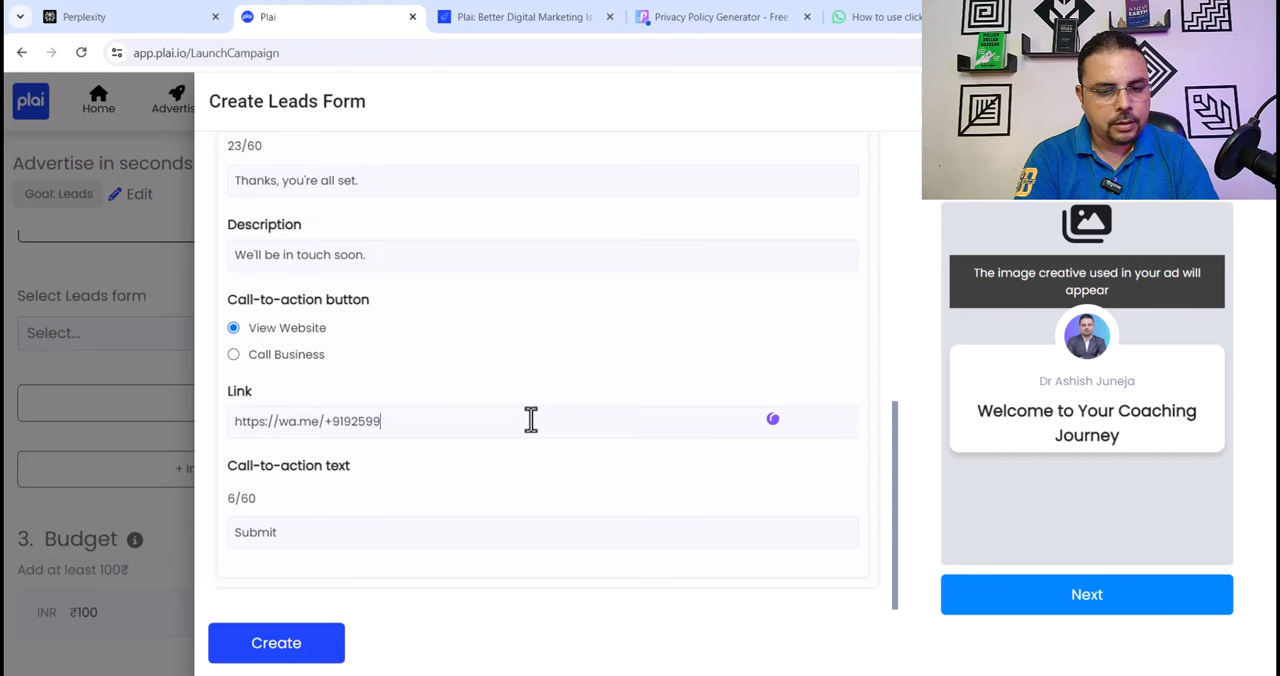 Perplexity
Plai
Plai: Better Digital Marketing Is
Privacy Policy Generator - Free
How to use click
app.plai.io/LaunchCampaign
plai
Home
Advertis
Create Leads Form
Advertise in seconds
Goal: Leads
Edit
23/60
Thanks, you're all set.
Description
We'll be in touch soon.
Select Leads form
Select...
Call-to-action button
View Website
Call Business
Link
https://wa.me/+9192599
Call-to-action text
6/60
Submit
3. Budget
Add at least 100₹
INR ₹100
Create
The image creative used in your ad will
appear
Dr Ashish Juneja
Welcome to Your Coaching
Journey
Next